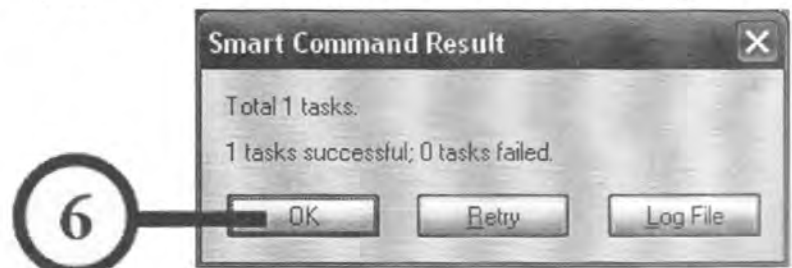 Smart Command Result
Total 1 tasks.
1 tasks successful; 0 tasks failed.
6
OK
Retry
Log File